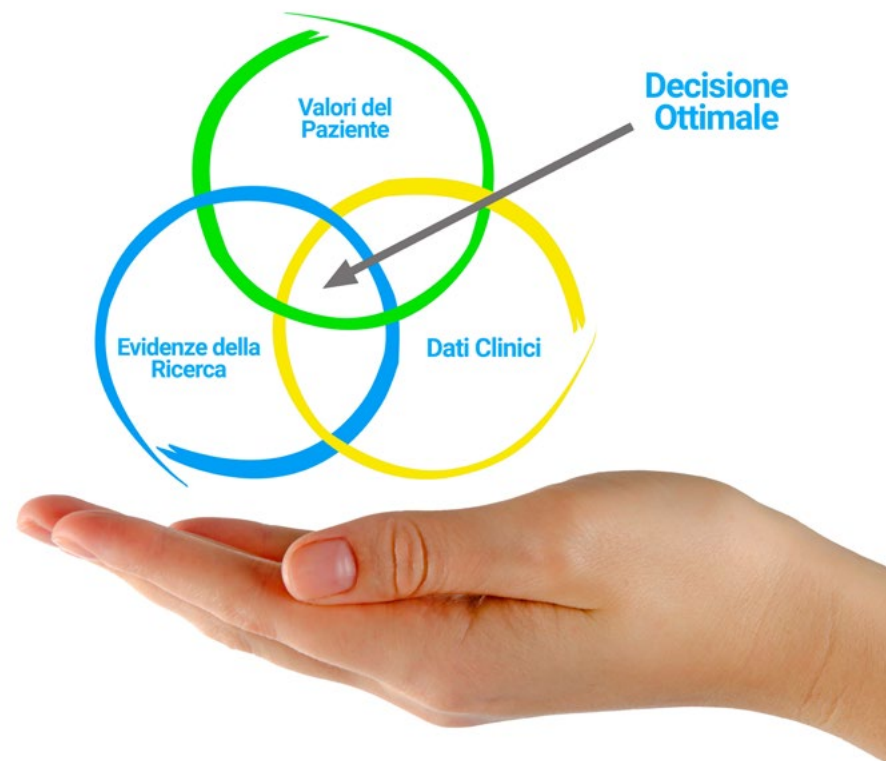 Valori del
Paziente
Decisione
Ottimale
Evidenze della
Ricerca
Dati Clinici